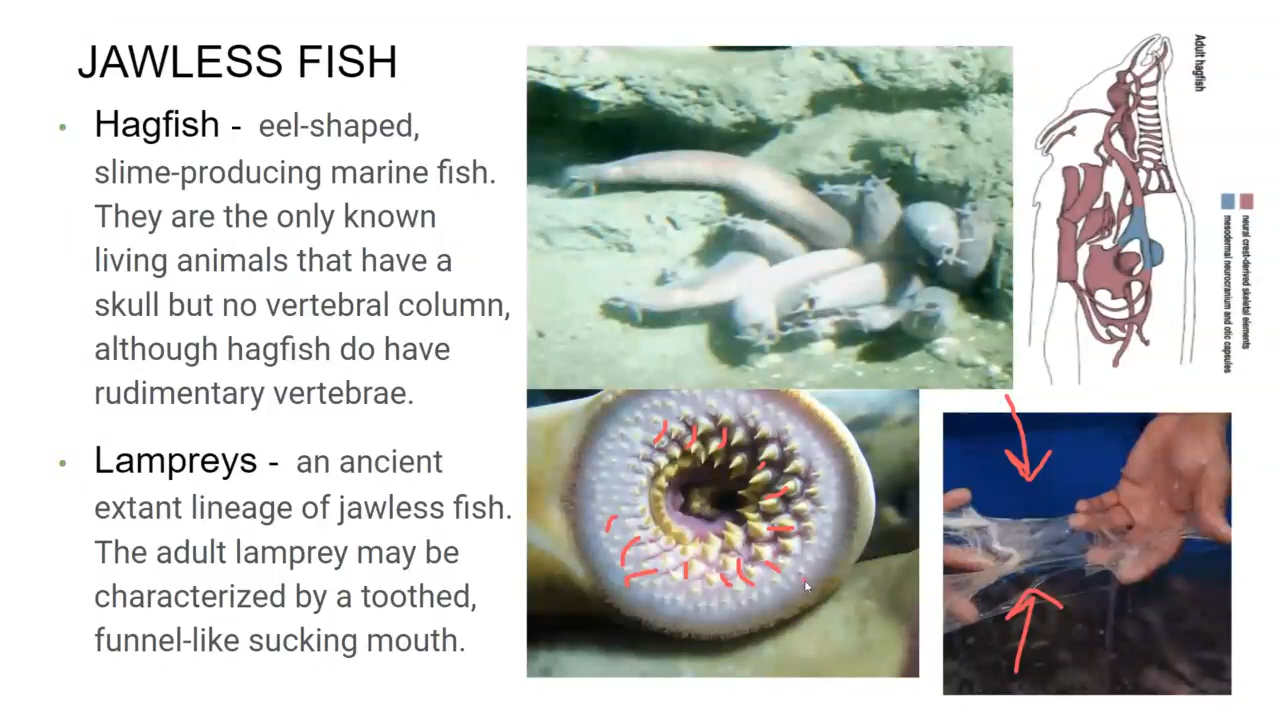 JAWLESS FISH
• Hagfish - eel-shaped,
slime-producing marine fish.
They are the only known
living animals that have a
skull but no vertebral column,
although hagfish do have
rudimentary vertebrae.
• Lampreys - an ancient
extant lineage of jawless fish.
The adult lamprey may be
characterized by a toothed,
funnel-like sucking mouth.
Adult hagfish
neural crest-derived skeletal elements
mesodermal neurocranium and otic capsules